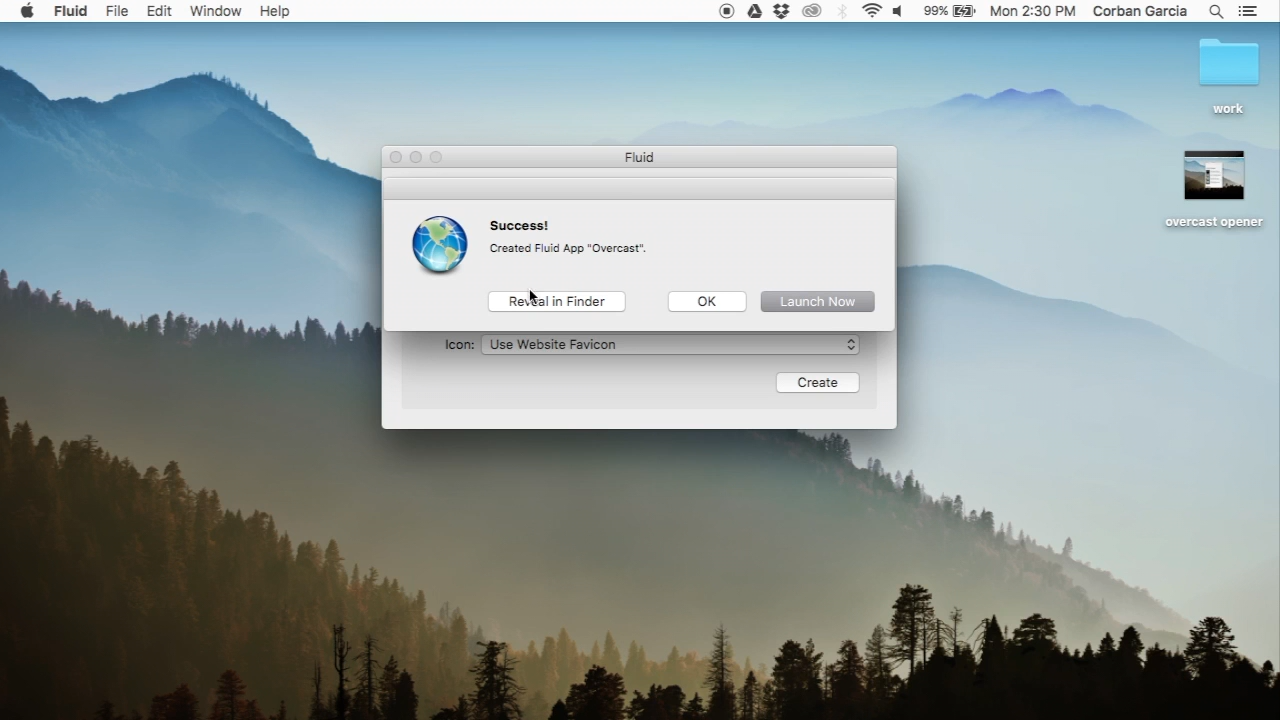 Fluid File Edit Window Help 99% Mon 2:30 PM Corban Garcia
work
overcast opener
Fluid
Success!
Created Fluid App "Overcast".
Reveal in Finder OK Launch Now
Icon: Use Website Favicon
Create